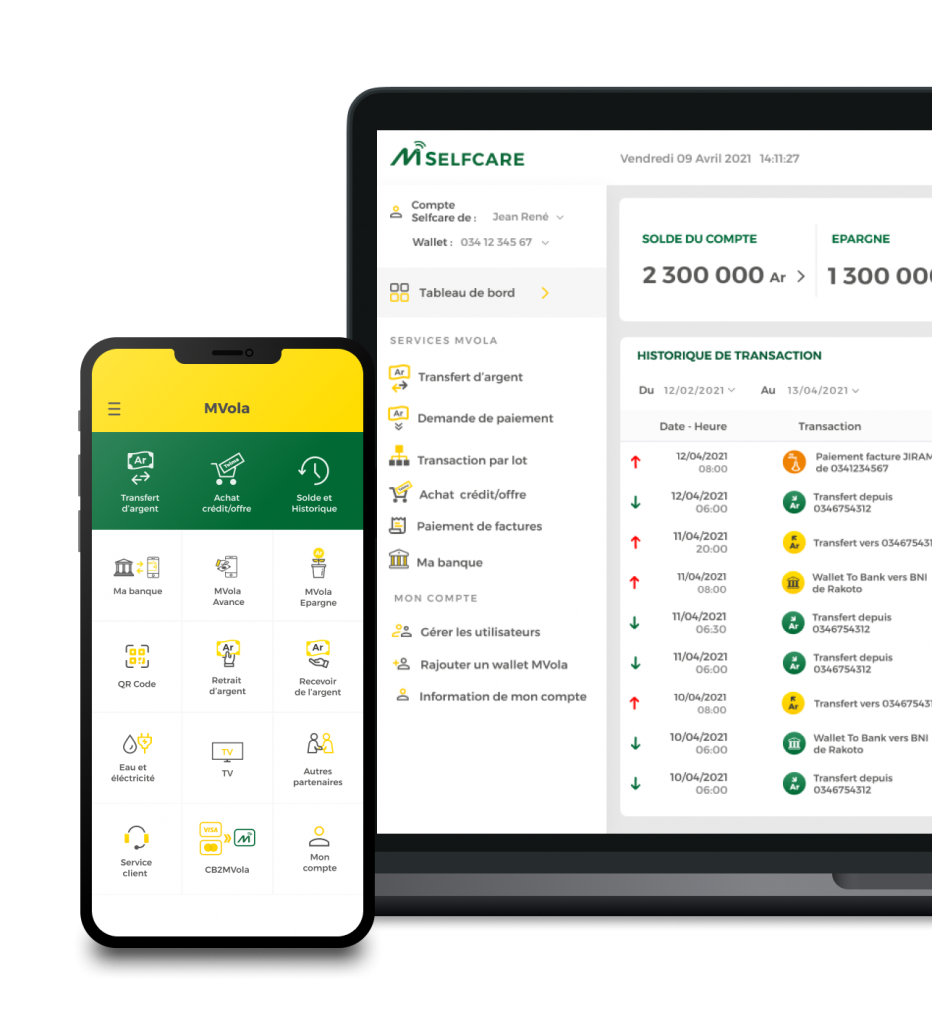 SELFCARE
Vendredi 09 Avril 2021 14:11:27
Compte
Selfcare de : Jean René
Wallet : 034 12 345 67
Tableau de bord
SERVICES MVOLA
Ar
Transfert d'argent
Ar
Demande de paiement
Transaction par lot
Achat crédit/offre
Paiement de factures
Ma banque
MON COMPTE
Gérer les utilisateurs
Rajouter un wallet MVola
Information de mon compte
SOLDE DU COMPTE
2 300 000 Ar
EPARGNE
1 300 000
HISTORIQUE DE TRANSACTION
Du 12/02/2021 Au 13/04/2021
Date - Heure Transaction
12/04/2021 Paiement facture JIRAM
08:00 de 0341234567
12/04/2021 Ar Transfert depuis
06:00 0346754312
11/04/2021
20:00 Ar Transfert vers 03467543
11/04/2021 Wallet To Bank vers BNI
08:00 de Rakoto
11/04/2021 Ar Transfert depuis
06:30 0346754312
11/04/2021 Ar Transfert depuis
06:00 0346754312
10/04/2021
08:00 Ar Transfert vers 03467543
10/04/2021 Wallet To Bank vers BNI
06:00 de Rakoto
10/04/2021 Ar Transfert depuis
06:00 0346754312
MVola
Ar
Transfert
d'argent
Telma
Achat
crédit/offre
Solde et
Historique
Ma banque
MVola
Avance
Ar
MVola
Epargne
QR Code
Ar
Retrait
d'argent
Ar
Recevoir
de l'argent
Eau et
éléctricité
TV
TV
Autres
partenaires
Service
client
VISA
M
CB2MVola
Mon
compte